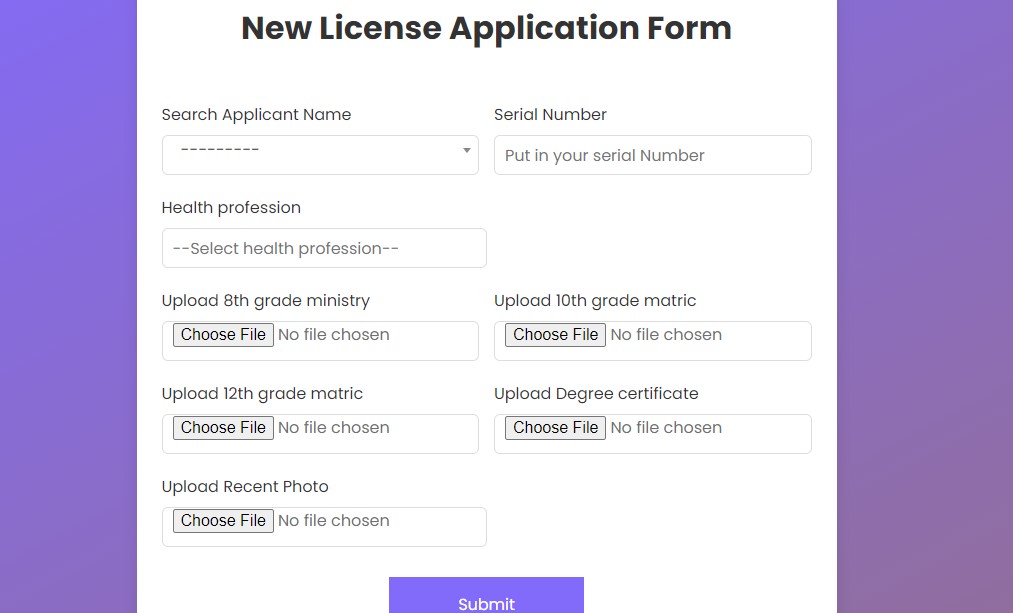 New License Application Form
Search Applicant Name
Serial Number
---------
Put in your serial Number
Health profession
--Select health profession--
Upload 8th grade ministry
Upload 10th grade matric
Choose File No file chosen
Choose File No file chosen
Upload 12th grade matric
Upload Degree certificate
Choose File No file chosen
Choose File No file chosen
Upload Recent Photo
Choose File No file chosen
Submit